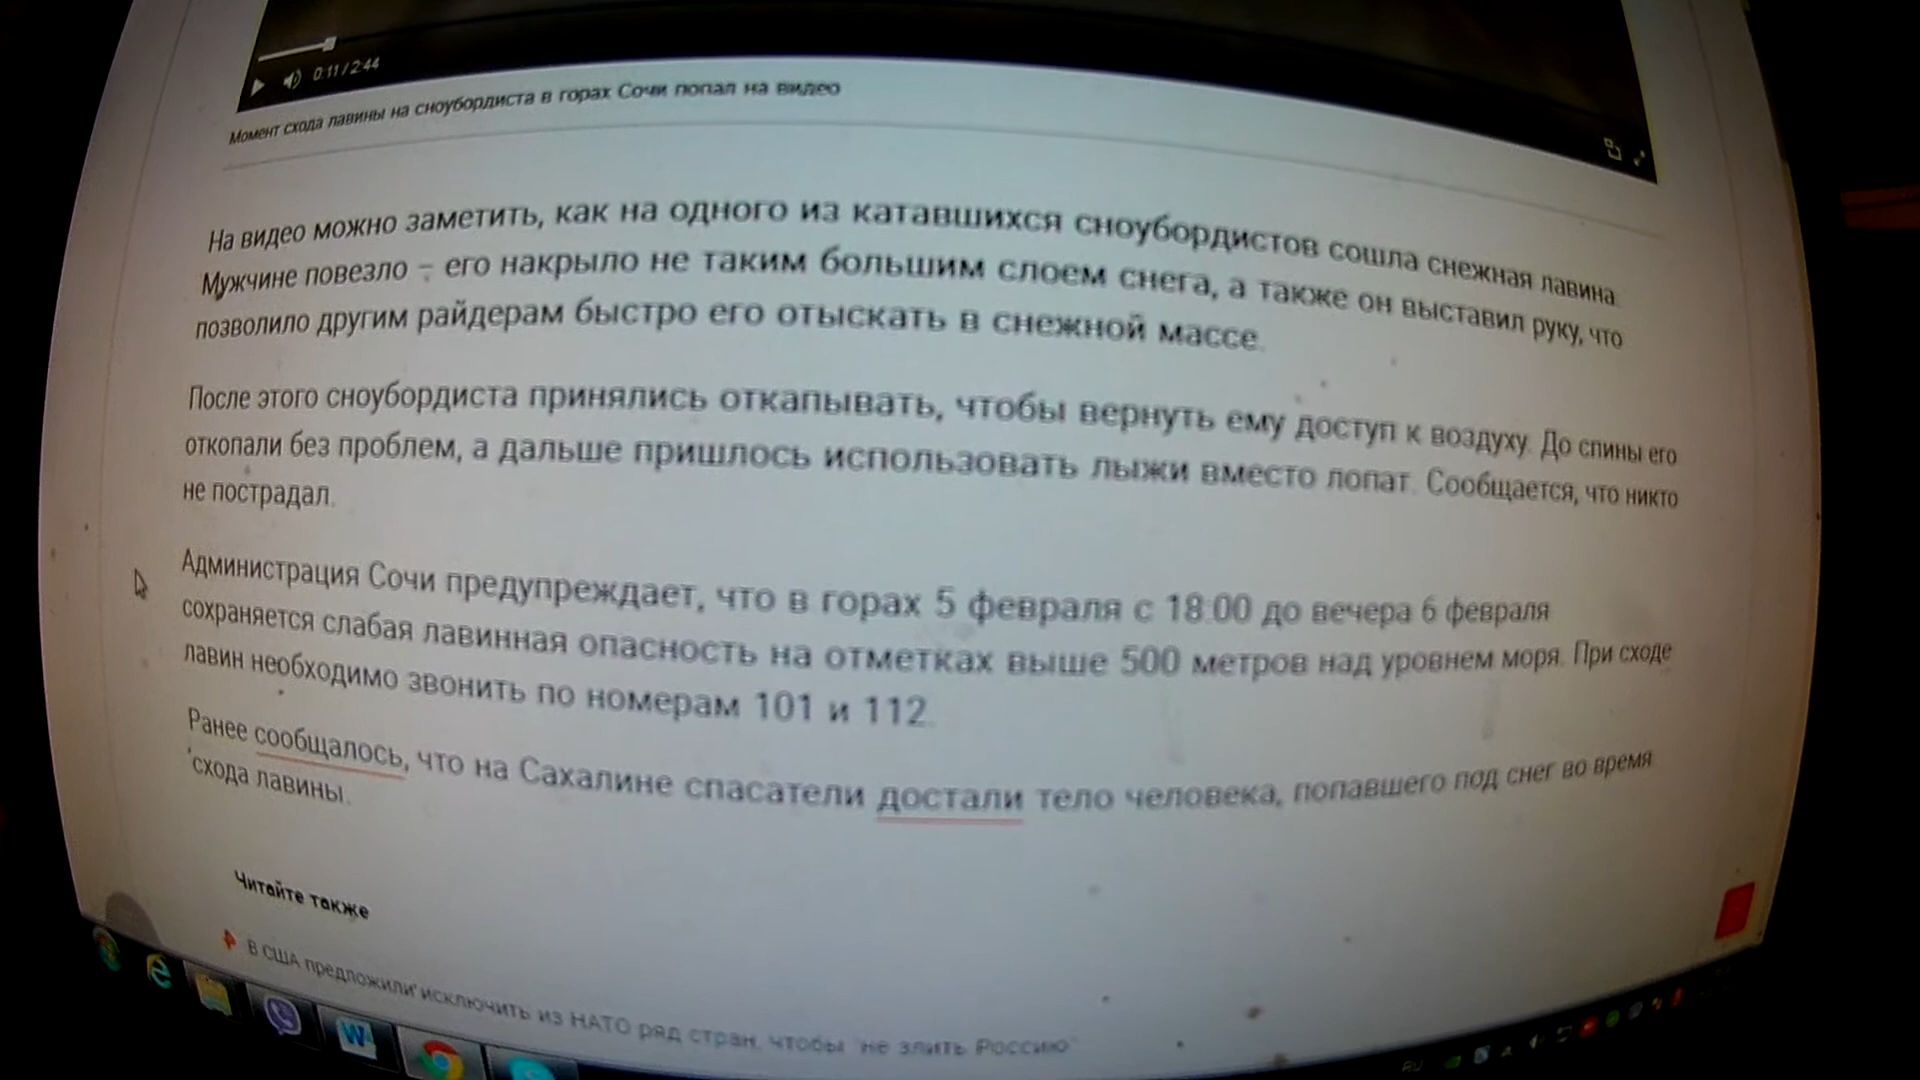 0:11 / 2:44
Момент схода лавины на сноубордиста в горах Сочи попал на видео
На видео можно заметить, как на одного из катавшихся сноубордистов сошла снежная лавина.
Мужчине повезло – его накрыло не таким большим слоем снега, а также он выставил руку, что
позволило другим райдерам быстро его отыскать в снежной массе.
После этого сноубордиста принялись откапывать, чтобы вернуть ему доступ к воздуху. До спины его
откопали без проблем, а дальше пришлось использовать лыжи вместо лопат. Сообщается, что никто
не пострадал.
Администрация Сочи предупреждает, что в горах 5 февраля с 18:00 до вечера 6 февраля
сохраняется слабая лавинная опасность на отметках выше 500 метров над уровнем моря. При сходе
лавин необходимо звонить по номерам 101 и 112.
Ранее сообщалось, что на Сахалине спасатели достали тело человека, попавшего под снег во время
схода лавины.
Читайте также
В США предложили исключить из НАТО ряд стран, чтобы "не злить Россию"
RU